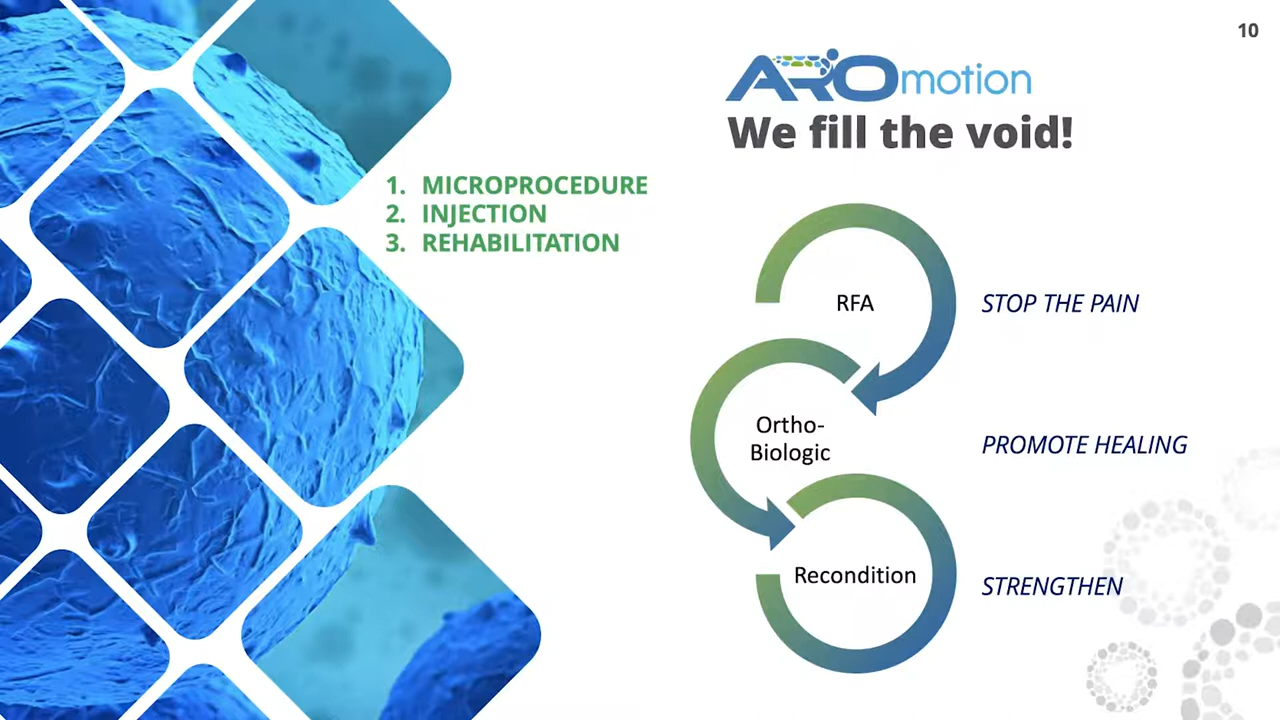 10
AROmotion
We fill the void!
1. MICROPROCEDURE
2. INJECTION
3. REHABILITATION
RFA
STOP THE PAIN
Ortho-
Biologic
PROMOTE HEALING
Recondition
STRENGTHEN